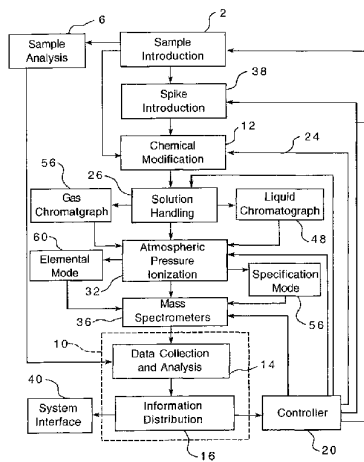 6
2
Sample
Analysis
Sample
Introduction
38
Spike
Introduction
12
Chemical
Modification
24
56
26
Gas
Chromatgraph
Solution
Handling
Liquid
Chromatograph
60
48
Elemental
Mode
Atmospheric
Pressure
Ionization
Specification
Mode
32
Mass
Spectrometers
36
56
10
Data Collection
and Analysis
40
14
System
Interface
Information
Distribution
Controller
16
20